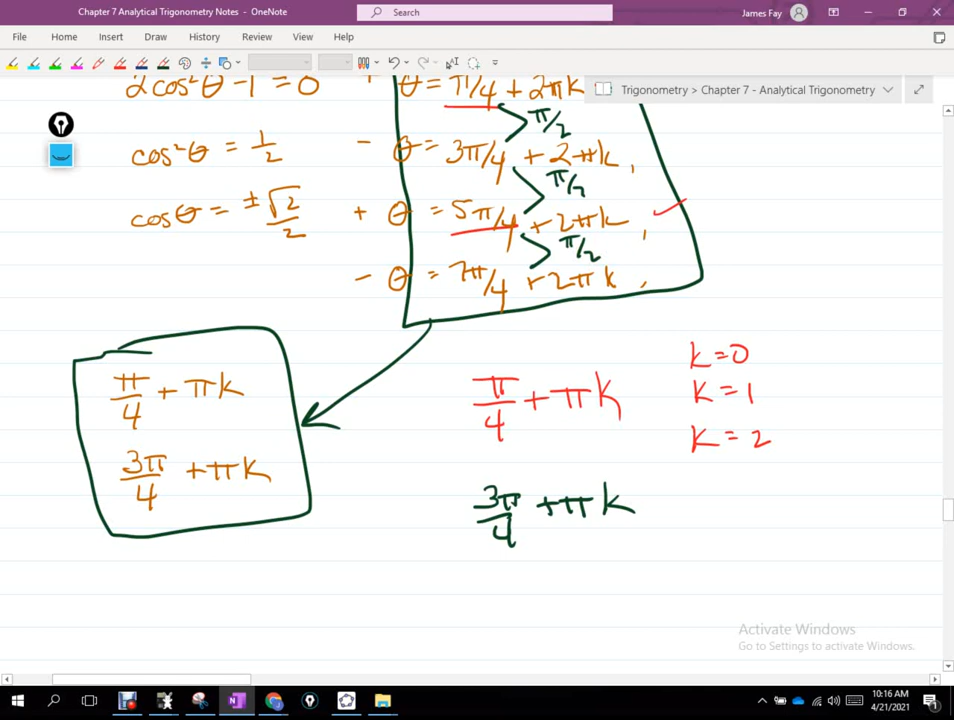 Chapter 7 Analytical Trigonometry Notes - OneNote
Search
James Fay
File Home Insert Draw History Review View Help
Trigonometry > Chapter 7 - Analytical Trigonometry
2cos²θ-1 = 0 + θ = π/4 + 2πk
π/2
cos²θ = 1/2 - θ = 3π/4 + 2πk,
π/2
cosθ = ±√2/2 + θ = 5π/4 + 2πk,
π/2
- θ = 7π/4 + 2πk,
k=0
π/4 + πk
π/4 + πk
k = 1
k = 2
3π/4 + πk
3π/4 + πk
Activate Windows
Go to Settings to activate Windows.
10:16 AM
4/21/2021